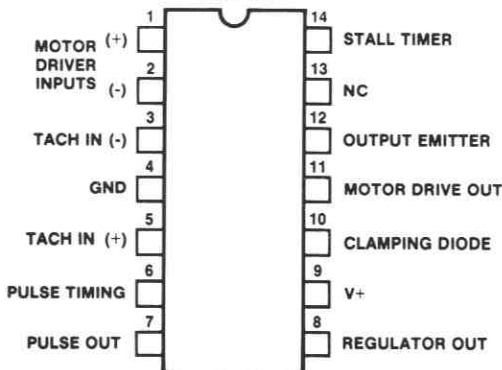 1 14
MOTOR DRIVER INPUTS (+) STALL TIMER
2 13
(-) NC
3 12
TACH IN (-) OUTPUT EMITTER
4 11
GND MOTOR DRIVE OUT
5 10
TACH IN (+) CLAMPING DIODE
6 9
PULSE TIMING V+
7 8
PULSE OUT REGULATOR OUT